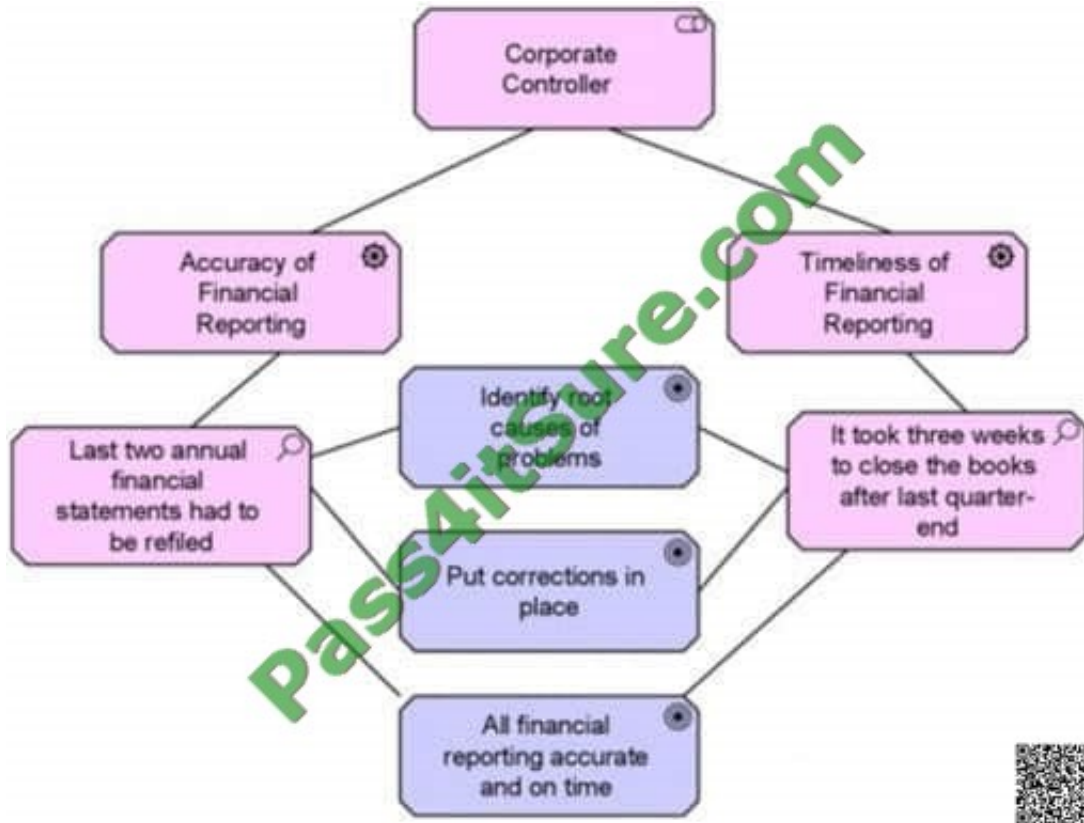 Corporate
Controller
Accuracy of
Financial
Reporting
Timeliness of
Financial
Reporting
Identify root
causes of
problems
Last two annual
financial
statements had to
be refiled
It took three weeks
to close the books
after last quarter-
end
Put corrections in
place
All financial
reporting accurate
and on time
Pass4itSure.com